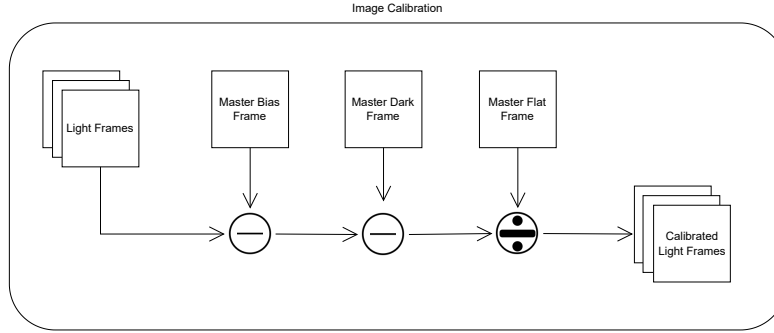 Image Calibration
Light Frames
Master Bias
Frame
Master Dark
Frame
Master Flat
Frame
Calibrated
Light Frames